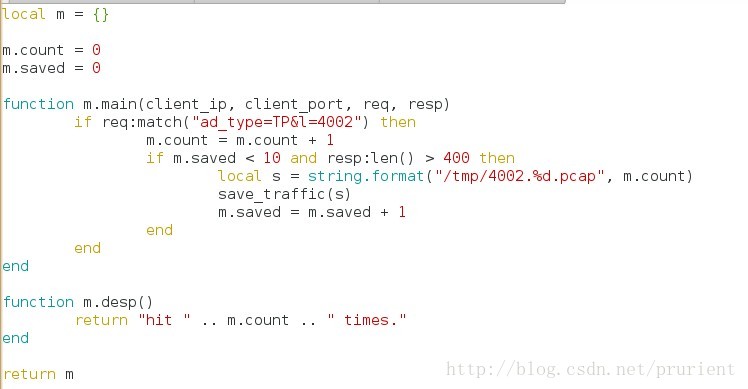 local m = {}
m.count = 0
m.saved = 0
function m.main(client_ip, client_port, req, resp)
if req:match("ad_type=TP&l=4002") then
m.count = m.count + 1
if m.saved < 10 and resp:len() > 400 then
local s = string.format("/tmp/4002.%d.pcap", m.count)
save_traffic(s)
m.saved = m.saved + 1
end
end
end
function m.desp()
return "hit " .. m.count .. " times."
end
return m
http://blog.csdn.net/prurient